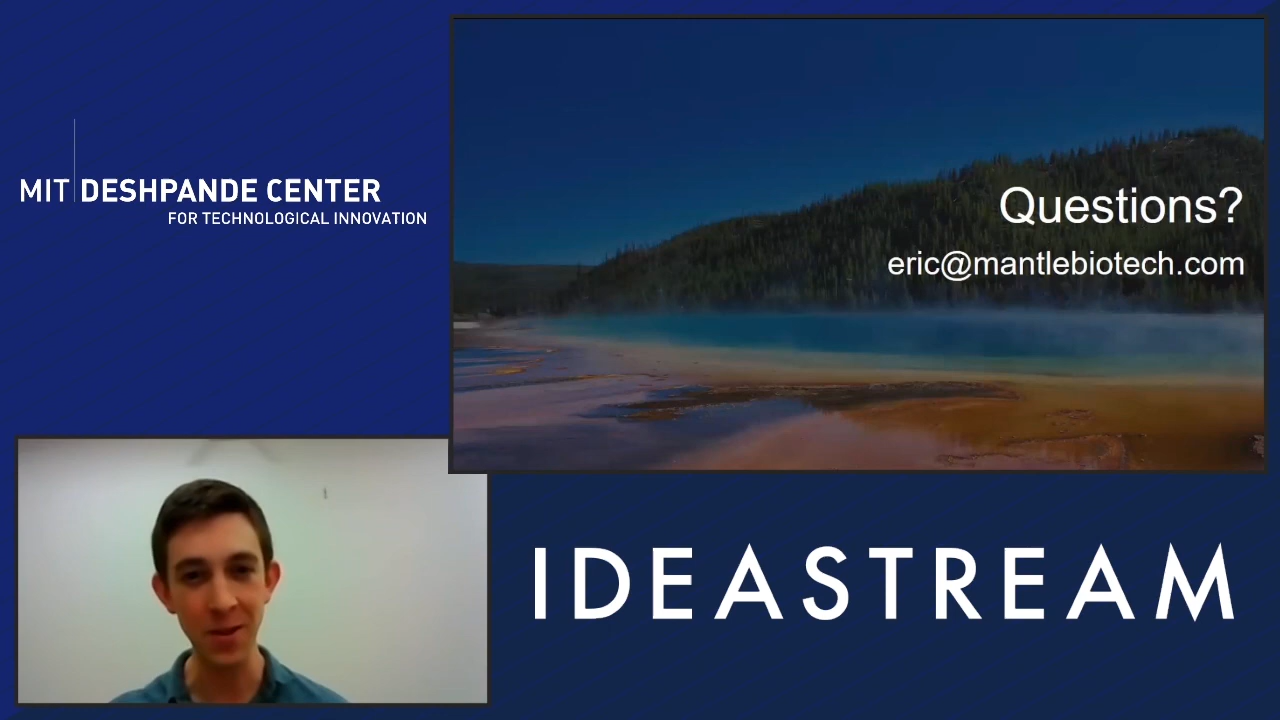 MIT DESHPANDE CENTER
FOR TECHNOLOGICAL INNOVATION
Questions?
eric@mantlebiotech.com
IDEASTREAM